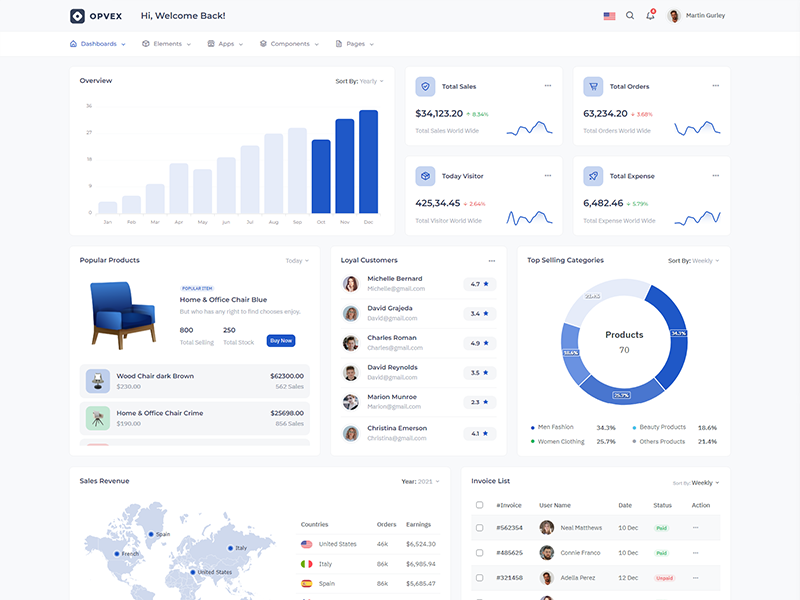 OPVEX
Hi, Welcome Back!
4
Martin Gurley
Dashboards
Elements
Apps
Components
Pages
Overview
Sort By: Yearly
36
27
18
9
0
Jan Feb Mar Apr May Jun Jul Aug Sep Oct Nov Dec
Total Sales
$34,123.20 8.34%
Total Sales World Wide
Total Orders
63,234.20 3.68%
Total Orders World Wide
Today Visitor
425,34.45 2.64%
Total Visitor World Wide
Total Expense
6,482.46 5.79%
Total Expense World Wide
Popular Products
Today
POPULAR ITEM
Home & Office Chair Blue
But who has any right to find chooses enjoy.
800 250
Total Selling Total Stock
Buy Now
Wood Chair dark Brown $62300.00
$230.00 562 Sales
Home & Office Chair Crime $25698.00
$190.00 856 Sales
Loyal Customers
Michelle Bernard
Michelle@gmail.com
4.7
David Grajeda
David@gmail.com
3.4
Charles Roman
Charles@gmail.com
4.9
David Reynolds
David@gmail.com
3.5
Marion Munroe
Marion@gmail.com
2.3
Christina Emerson
Christina@gmail.com
4.1
Top Selling Categories
Sort By: Weekly
34.3%
25.7%
18.6%
21.4%
Products
70
Men Fashion 34.3%
Beauty Products 18.6%
Women Clothing 25.7%
Others Products 21.4%
Sales Revenue
Year: 2021
Spain
French
Italy
United States
Countries Orders Earnings
United States 46k $6,524.30
Italy 86k $6,985.94
Spain 86k $5,685.47
Invoice List
Sort By: Weekly
#Invoice User Name Date Status Action
#562354 Neal Matthews 10 Dec Paid
#485625 Connie Franco 10 Dec Paid
#321458 Adella Perez 12 Dec Unpaid